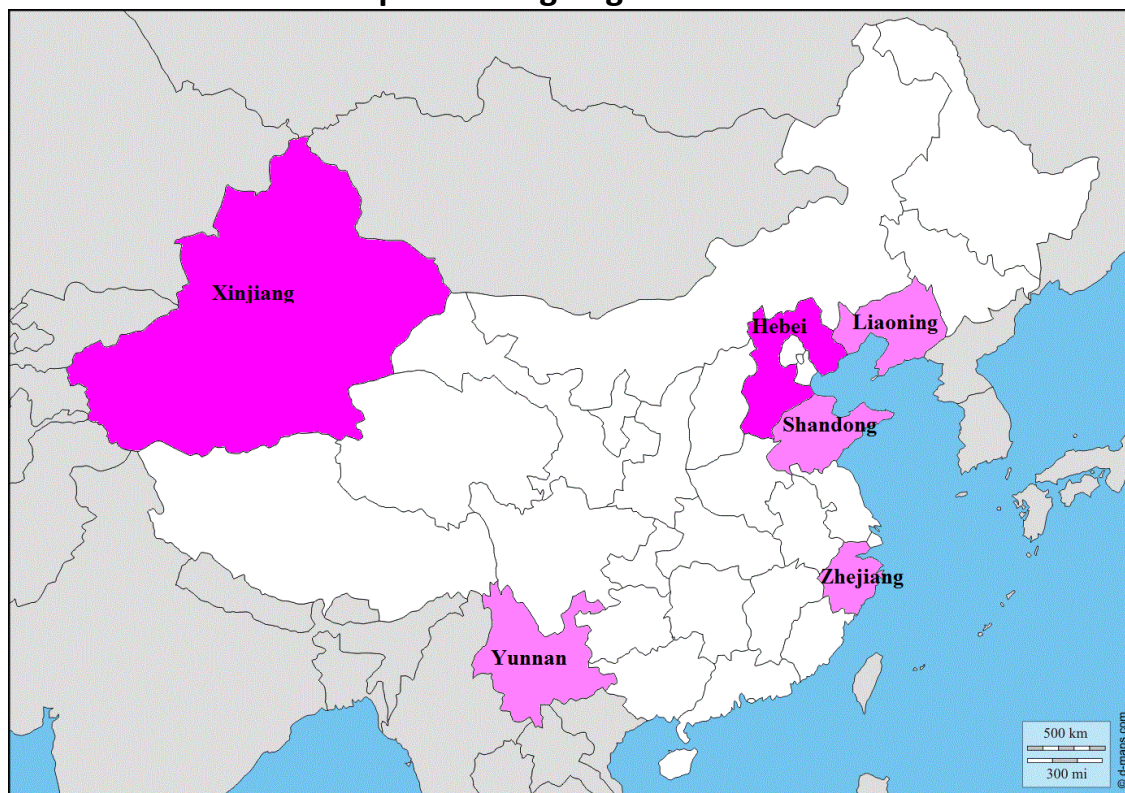 Xinjiang
Hebei
Liaoning
Shandong
Zhejiang
Yunnan
500 km
300 mi
© d-maps.com